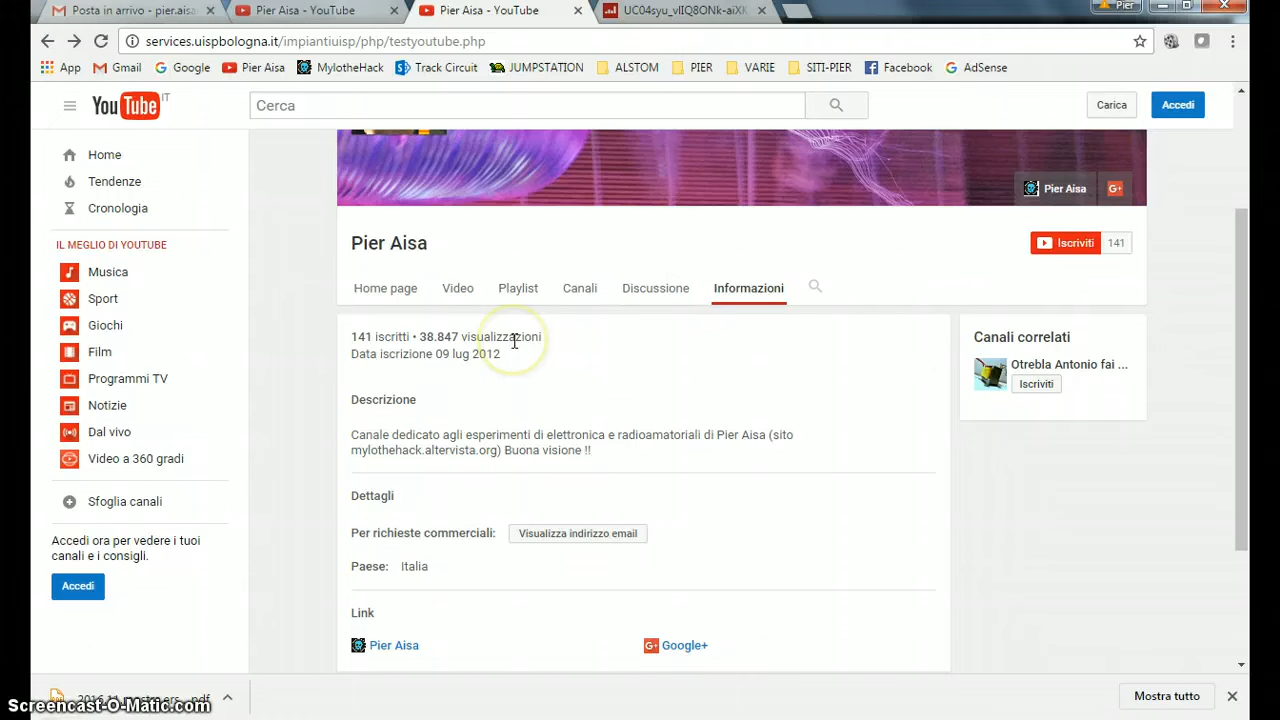 Posta in arrivo - pier.aisa
Pier Aisa - YouTube
Pier Aisa - YouTube
Pier
services.uispbologna.it/impiantiuisp/php/testyoutube.php
App
Gmail
Google
Pier Aisa
MylotheHack
Track Circuit
JUMPSTATION
ALSTOM
PIER
VARIE
SITI-PIER
Facebook
AdSense
YouTube IT
Cerca
Carica
Accedi
Home
Tendenze
Cronologia
IL MEGLIO DI YOUTUBE
Musica
Sport
Giochi
Film
Programmi TV
Notizie
Dal vivo
Video a 360 gradi
Sfoglia canali
Accedi ora per vedere i tuoi
canali e i consigli.
Accedi
Pier Aisa
Pier Aisa
Iscriviti 141
Home page
Video
Playlist
Canali
Discussione
Informazioni
141 iscritti • 38.847 visualizzazioni
Data iscrizione 09 lug 2012
Descrizione
Canale dedicato agli esperimenti di elettronica e radioamatoriali di Pier Aisa (sito
mylothehack.altervista.org) Buona visione !!
Dettagli
Per richieste commerciali: Visualizza indirizzo email
Paese: Italia
Link
Pier Aisa
Google+
Canali correlati
Otrebla Antonio fai ...
Iscriviti
Mostra tutto
Screencast-O-Matic.com